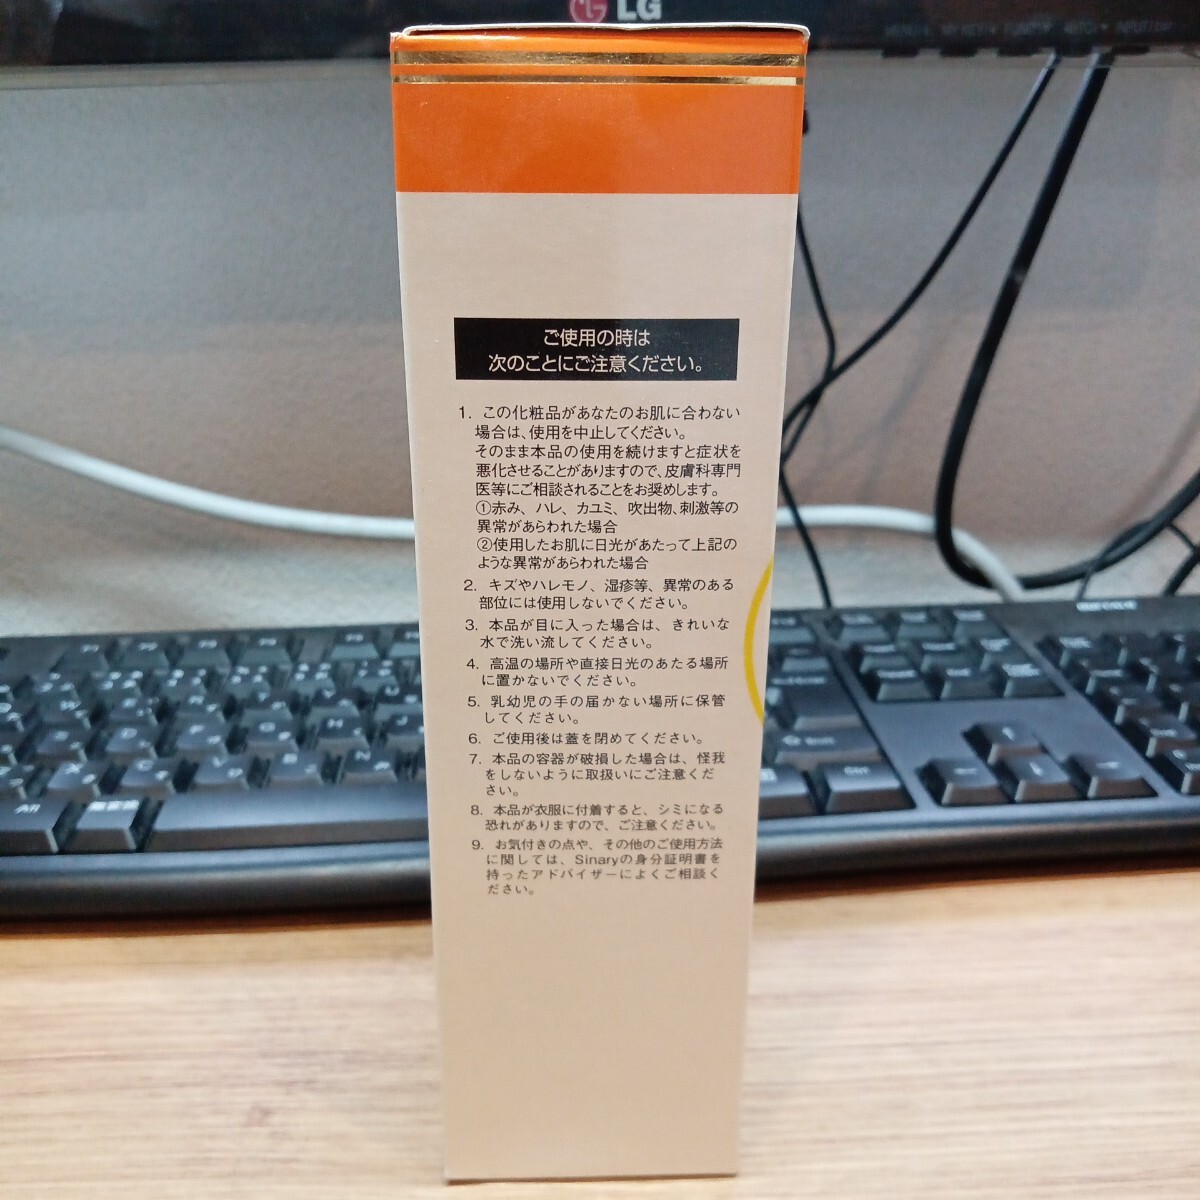 LG
ご使用の時は
次のことにご注意ください。
1. この化粧品があなたのお肌に合わない
場合は、使用を中止してください。
そのまま本品の使用を続けますと症状を
悪化させることがありますので、皮膚科専門
医等にご相談されることをお奨めします。
①赤み、ハレ、カユミ、吹出物、刺激等の
異常があらわれた場合
②使用したお肌に日光があたって上記の
ような異常があらわれた場合
2. キズやハレモノ、湿疹等、異常のある
部位には使用しないでください。
3. 本品が目に入った場合は、きれいな
水で洗い流してください。
4. 高温の場所や直接日光のあたる場所
に置かないでください。
5. 乳幼児の手の届かない場所に保管
してください。
6. ご使用後は蓋を閉めてください。
7. 本品の容器が破損した場合は、怪我
をしないように取扱いにご注意くだ
さい。
8. 本品が衣服に付着すると、シミになる
恐れがありますので、ご注意ください。
9. お気付きの点や、その他のご使用方法
に関しては、Sinaryの身分証明書を
持ったアドバイザーによくご相談く
ださい。